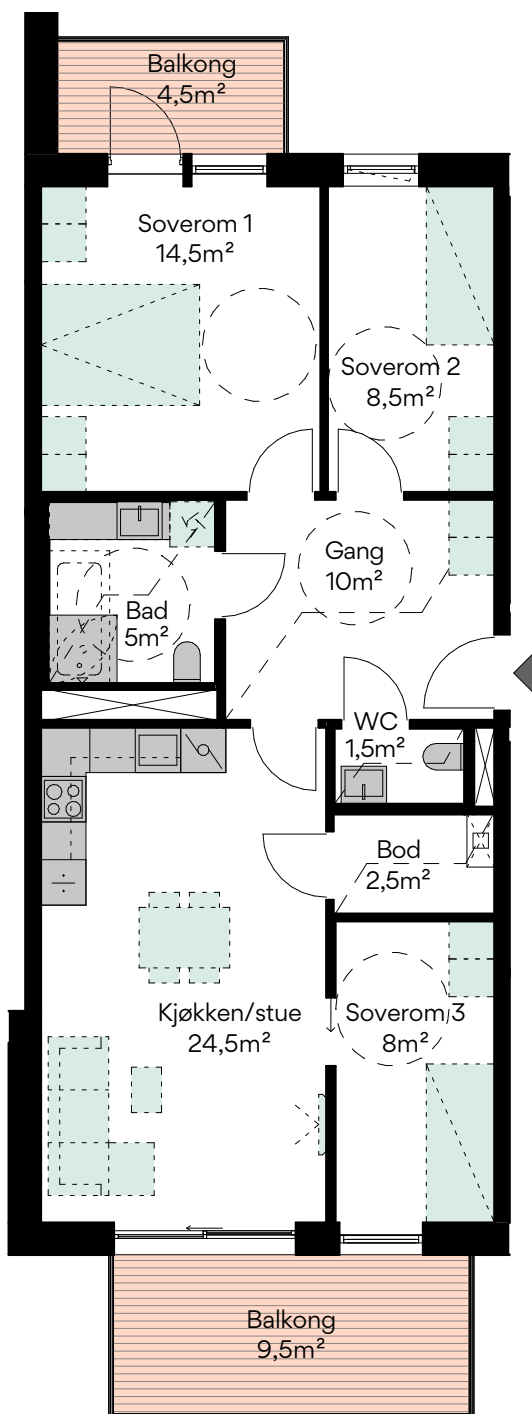 Balkong
4,5m²
Soverom 1
14,5m²
Soverom 2
8,5m²
Gang
10m²
Bad
5m²
WC
1,5m²
Bod
2,5m²
Kjøkken/stue
24,5m²
Soverom 3
8m²
Balkong
9,5m²